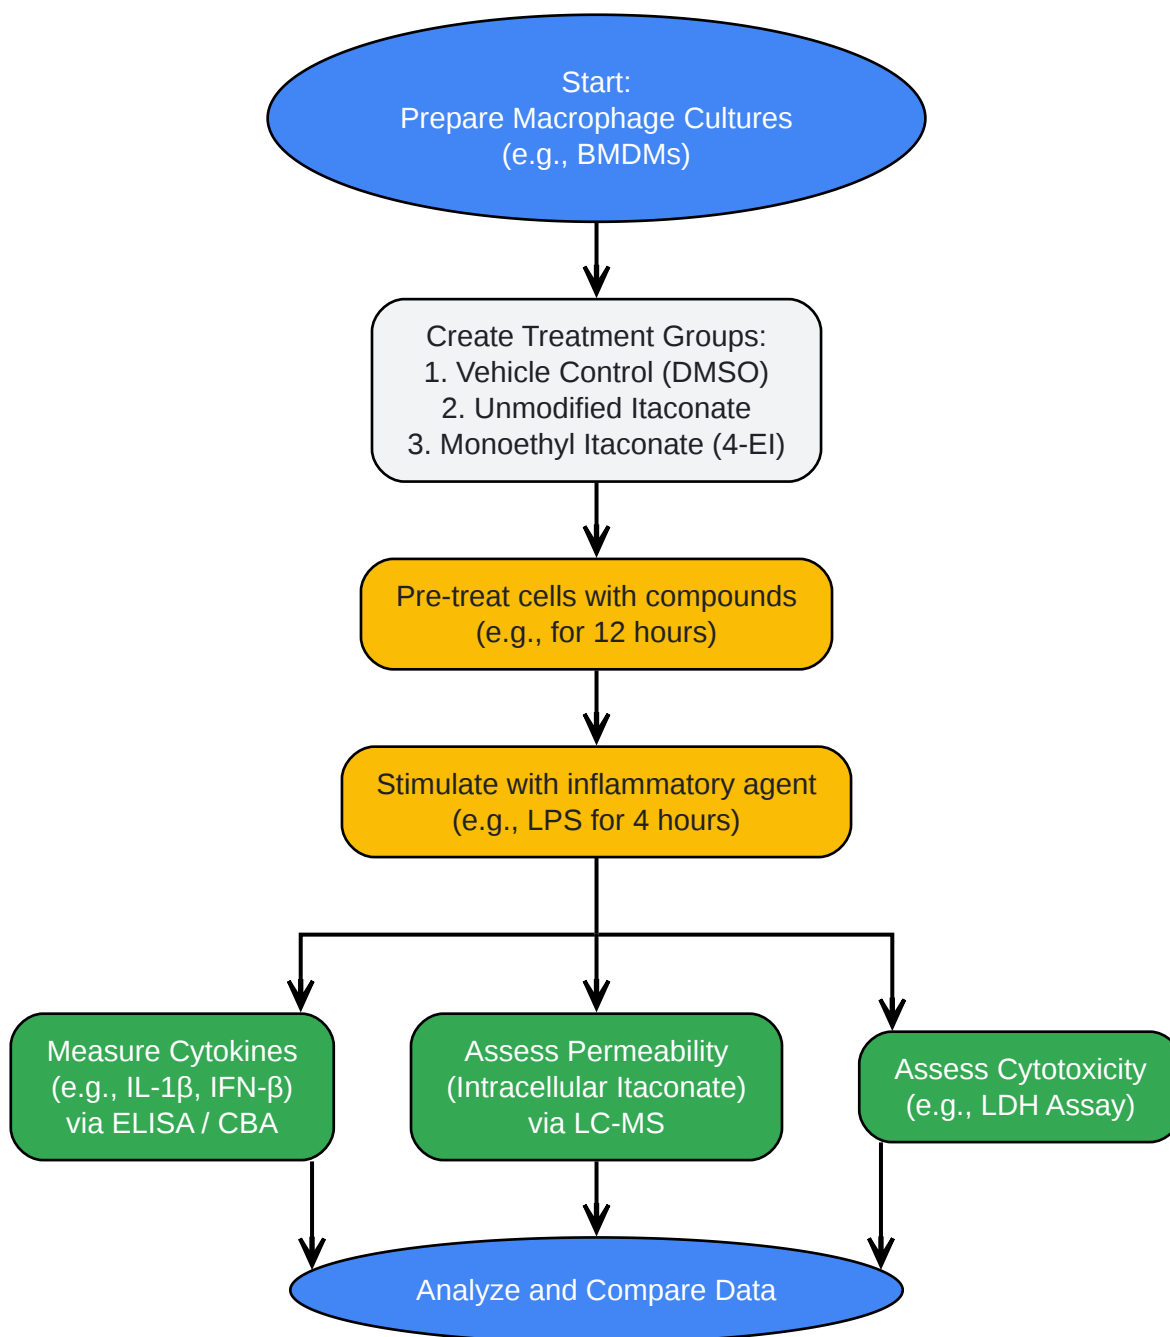 Start:
Prepare Macrophage Cultures
(e.g., BMDMs)
Create Treatment Groups:
1. Vehicle Control (DMSO)
2. Unmodified Itaconate
3. Monoethyl Itaconate (4-EI)
Pre-treat cells with compounds
(e.g., for 12 hours)
Stimulate with inflammatory agent
(e.g., LPS for 4 hours)
Measure Cytokines
(e.g., IL-1β, IFN-β)
via ELISA / CBA
Assess Permeability
(Intracellular Itaconate)
via LC-MS
Assess Cytotoxicity
(e.g., LDH Assay)
Analyze and Compare Data